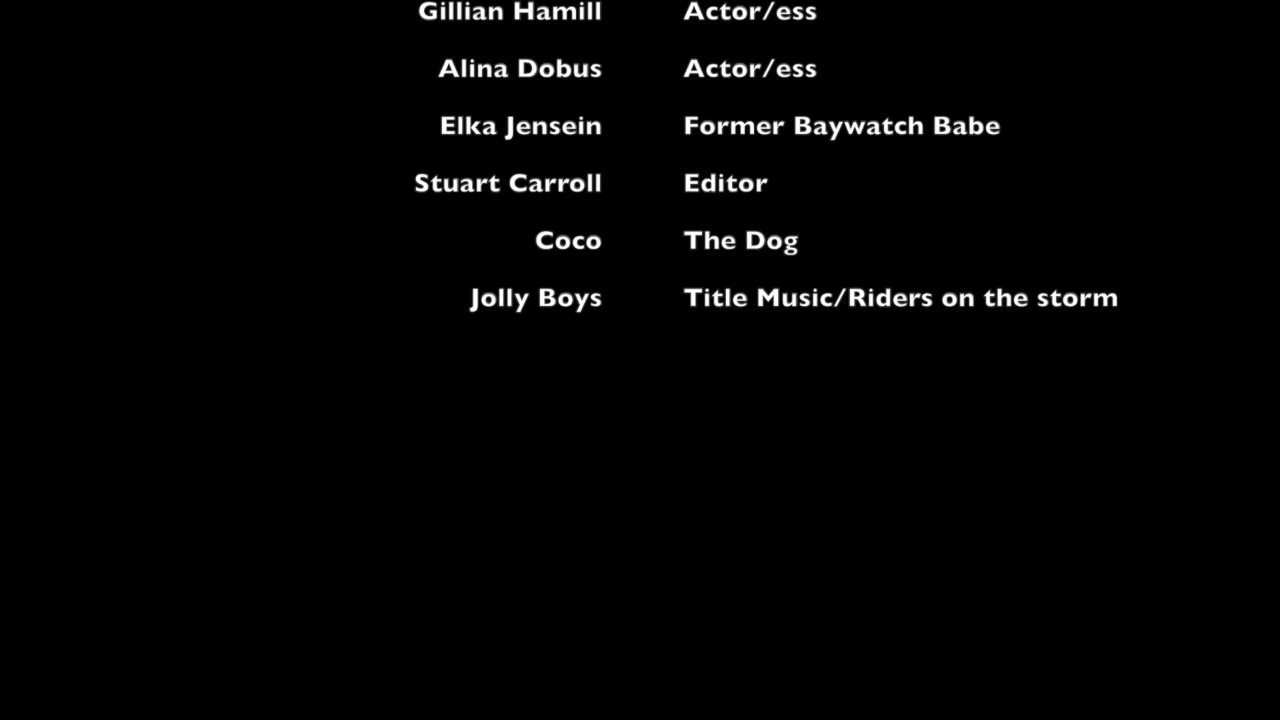 Gillian Hamill Actor/ess
Alina Dobus Actor/ess
Elka Jensein Former Baywatch Babe
Stuart Carroll Editor
Coco The Dog
Jolly Boys Title Music/Riders on the storm